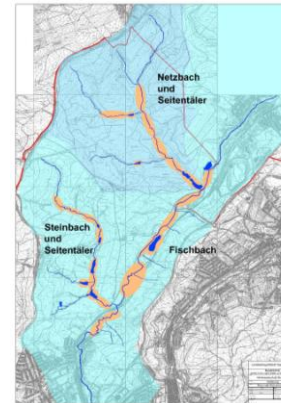 Netzbach
und
Seitentäler
Steinbach
und
Seitentäler
Fischbach